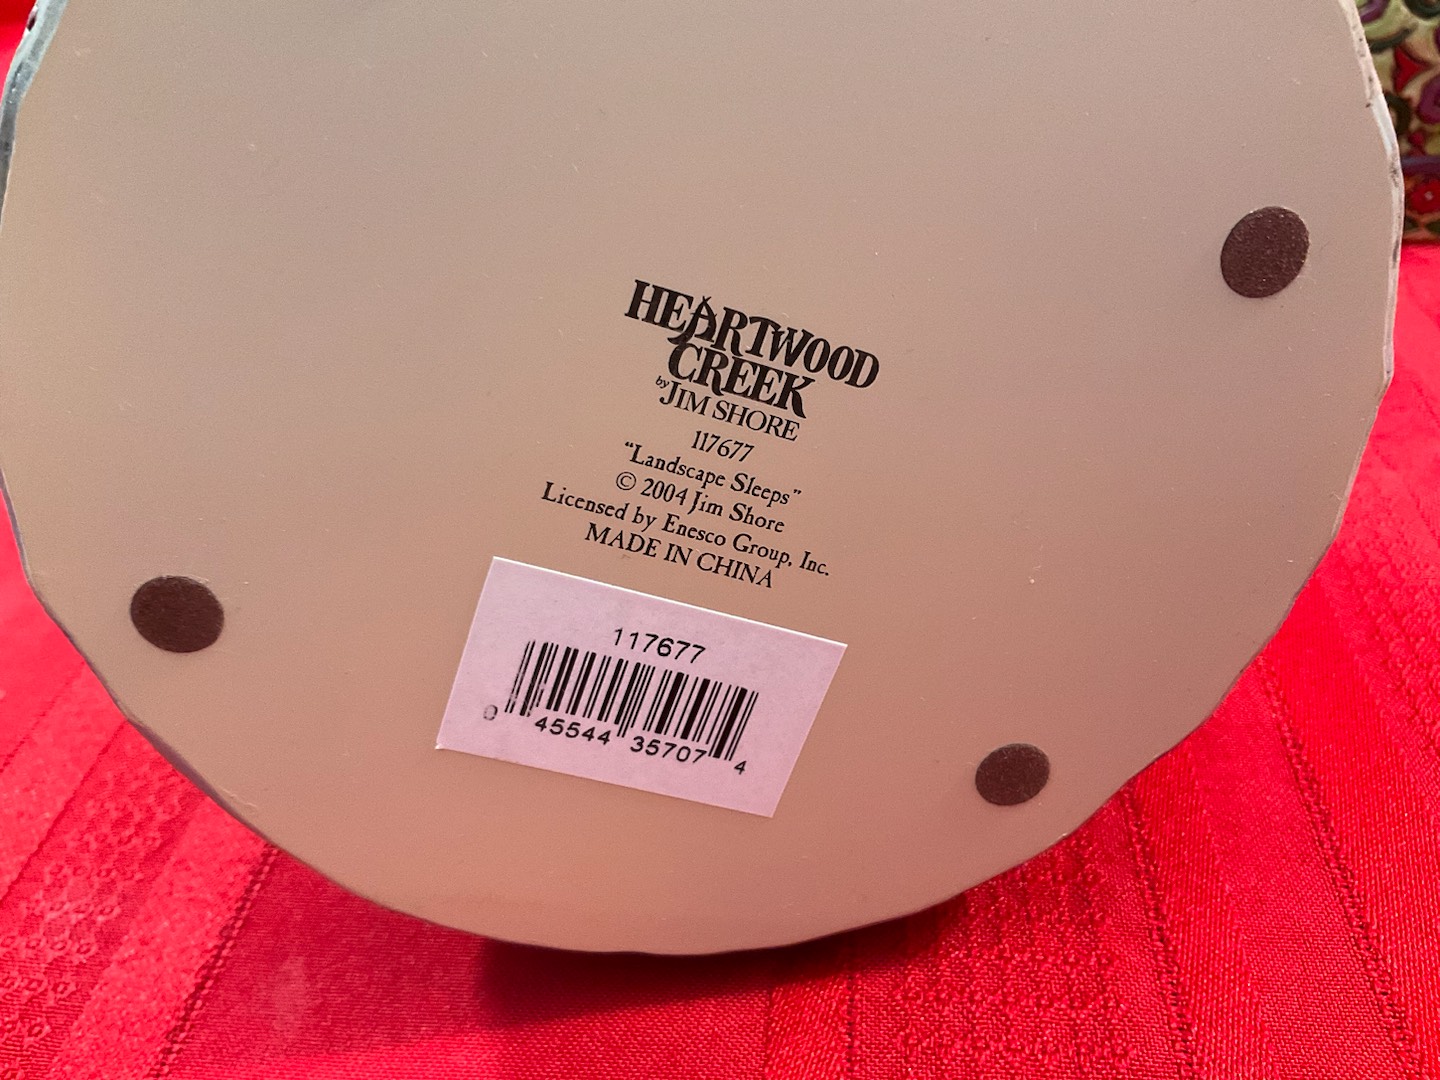 HEARTWOOD
CREEK
by JIM SHORE
117677
“Landscape Sleeps”
© 2004 Jim Shore
Licensed by Enesco Group, Inc.
MADE IN CHINA
117677
0 45544 35707 4